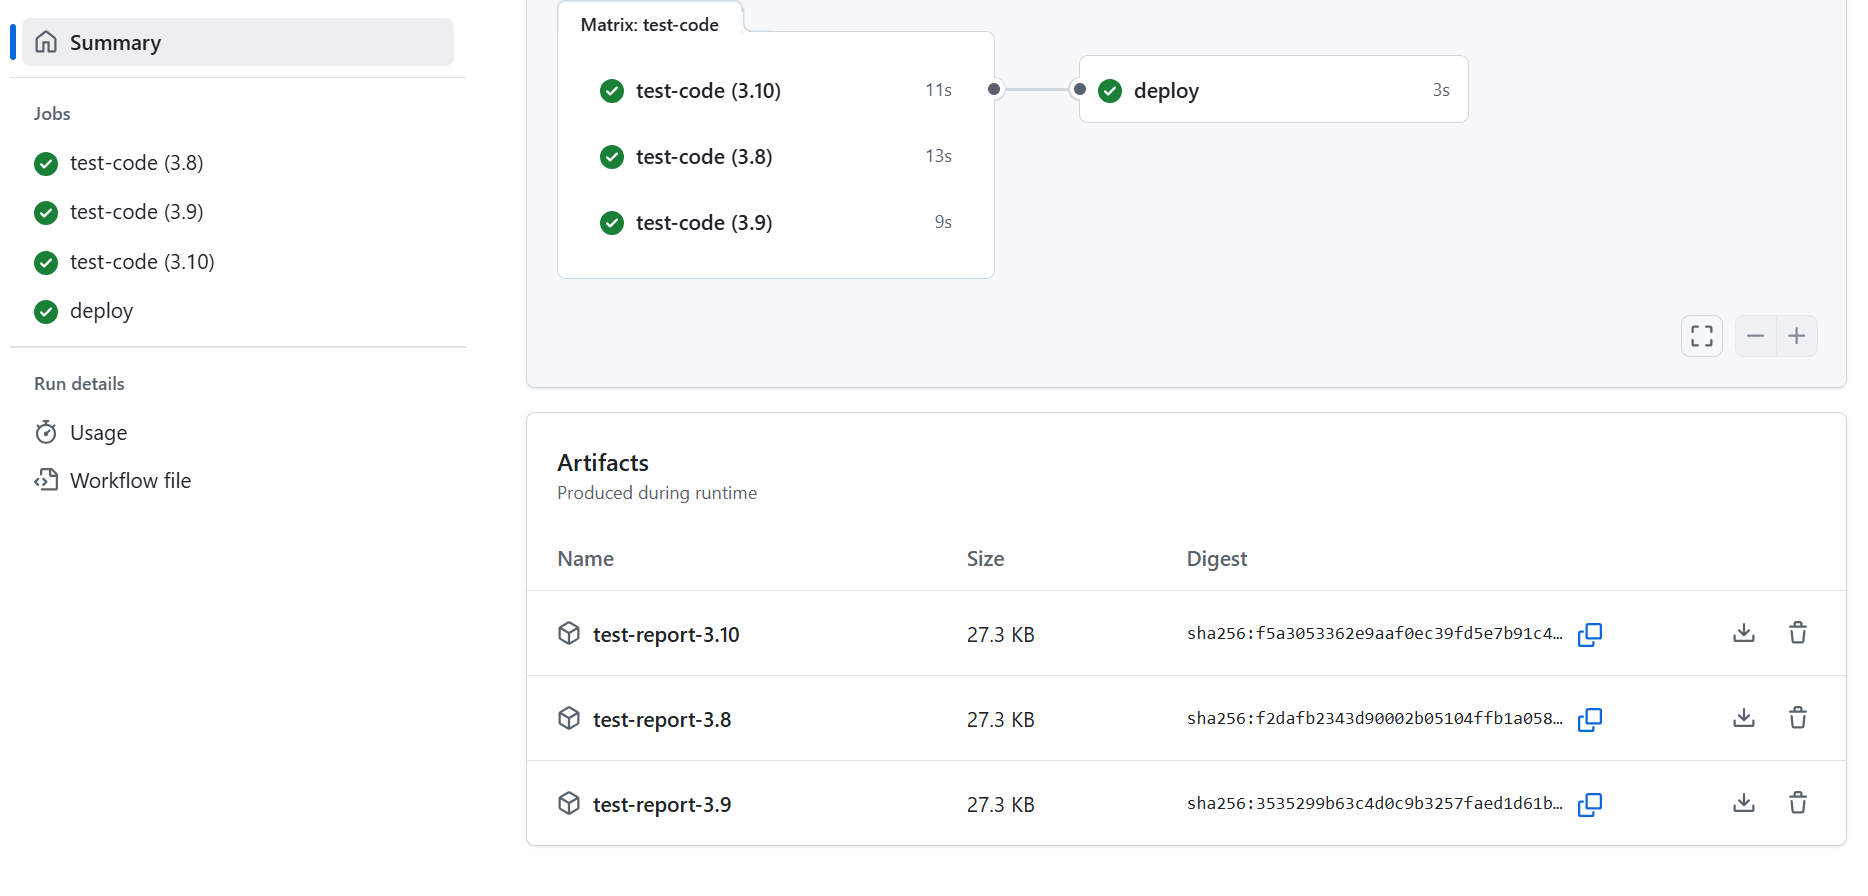 Summary
Jobs
test-code (3.8)
test-code (3.9)
test-code (3.10)
deploy
Run details
Usage
Workflow file
Matrix: test-code
test-code (3.10) 11s
test-code (3.8) 13s
test-code (3.9) 9s
deploy 3s
Artifacts
Produced during runtime
Name Size Digest
test-report-3.10 27.3 KB sha256:f5a3053362e9aaf0ec39fd5e7b91c4…
test-report-3.8 27.3 KB sha256:f2dafb2343d90002b05104ffb1a058…
test-report-3.9 27.3 KB sha256:3535299b63c4d0c9b3257faed1d61b…